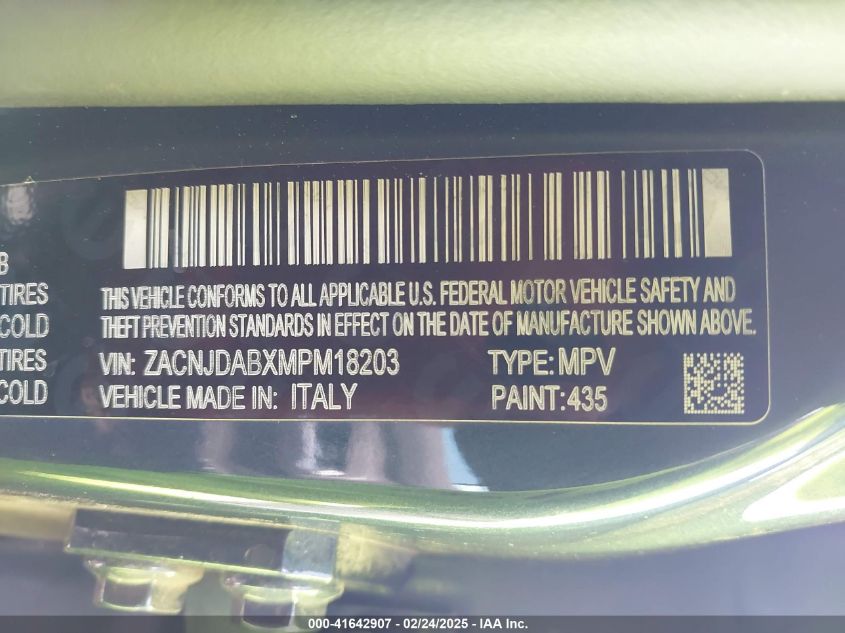 B
TIRES
COLD
TIRES
COLD
THIS VEHICLE CONFORMS TO ALL APPLICABLE U.S. FEDERAL MOTOR VEHICLE SAFETY AND
THEFT PREVENTION STANDARDS IN EFFECT ON THE DATE OF MANUFACTURE SHOWN ABOVE.
VIN: ZACNJDABXMPM18203 TYPE: MPV
VEHICLE MADE IN: ITALY PAINT:435
000-41642907 / 02/24/2025 - IAA Inc.